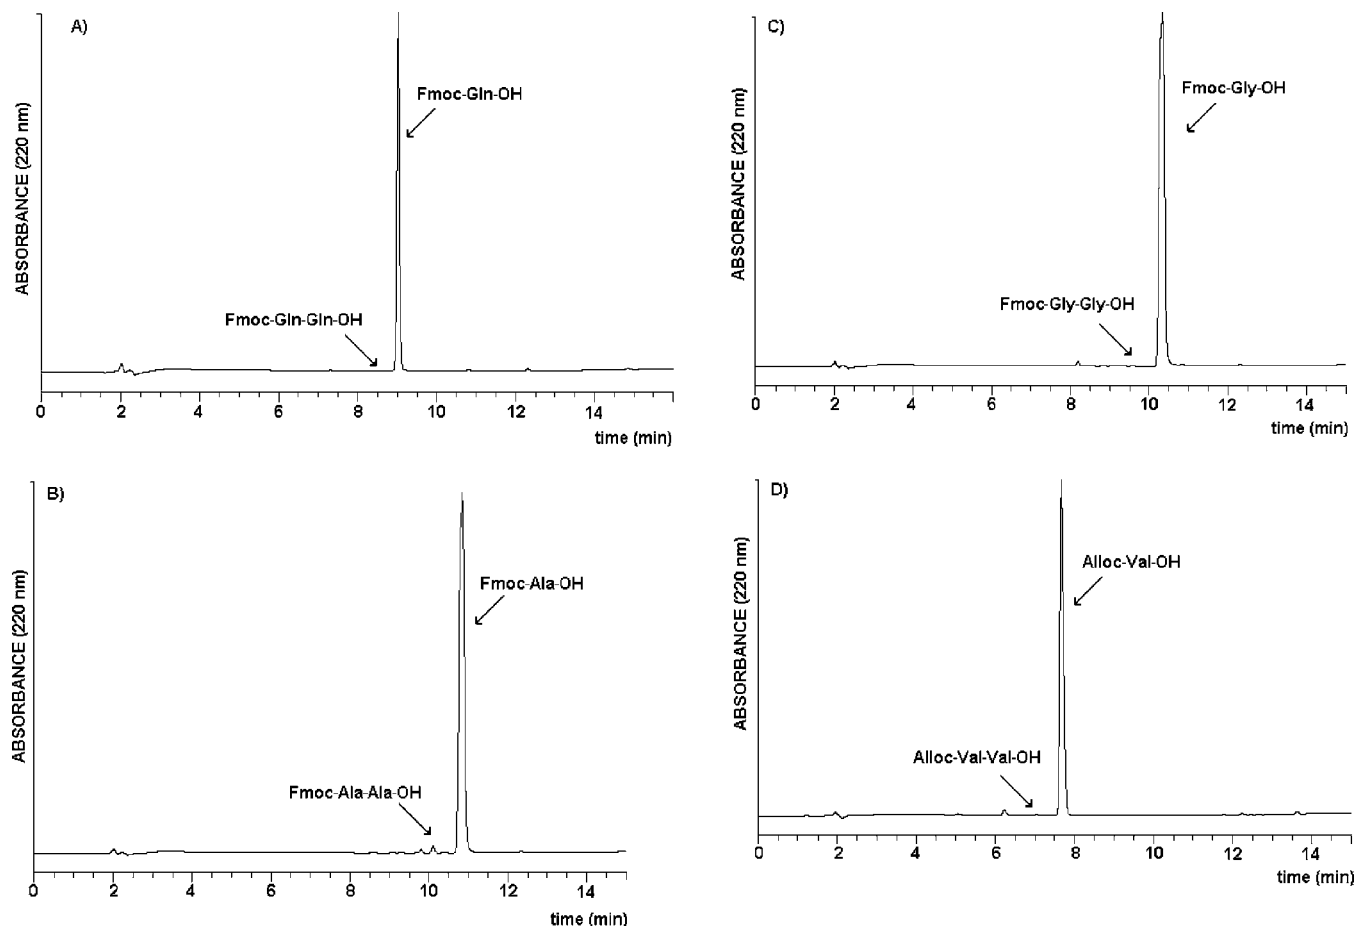 A)
ABSORBANCE (220 nm)
Fmoc-Gln-OH
Fmoc-Gln-Gln-OH
0 2 4 6 8 10 12 14
time (min)
C)
ABSORBANCE (220 nm)
Fmoc-Gly-OH
Fmoc-Gly-Gly-OH
0 2 4 6 8 10 12 14
time (min)
B)
ABSORBANCE (220 nm)
Fmoc-Ala-OH
Fmoc-Ala-Ala-OH
0 2 4 6 8 10 12 14
time (min)
D)
ABSORBANCE (220 nm)
Alloc-Val-OH
Alloc-Val-Val-OH
0 2 4 6 8 10 12 14
time (min)